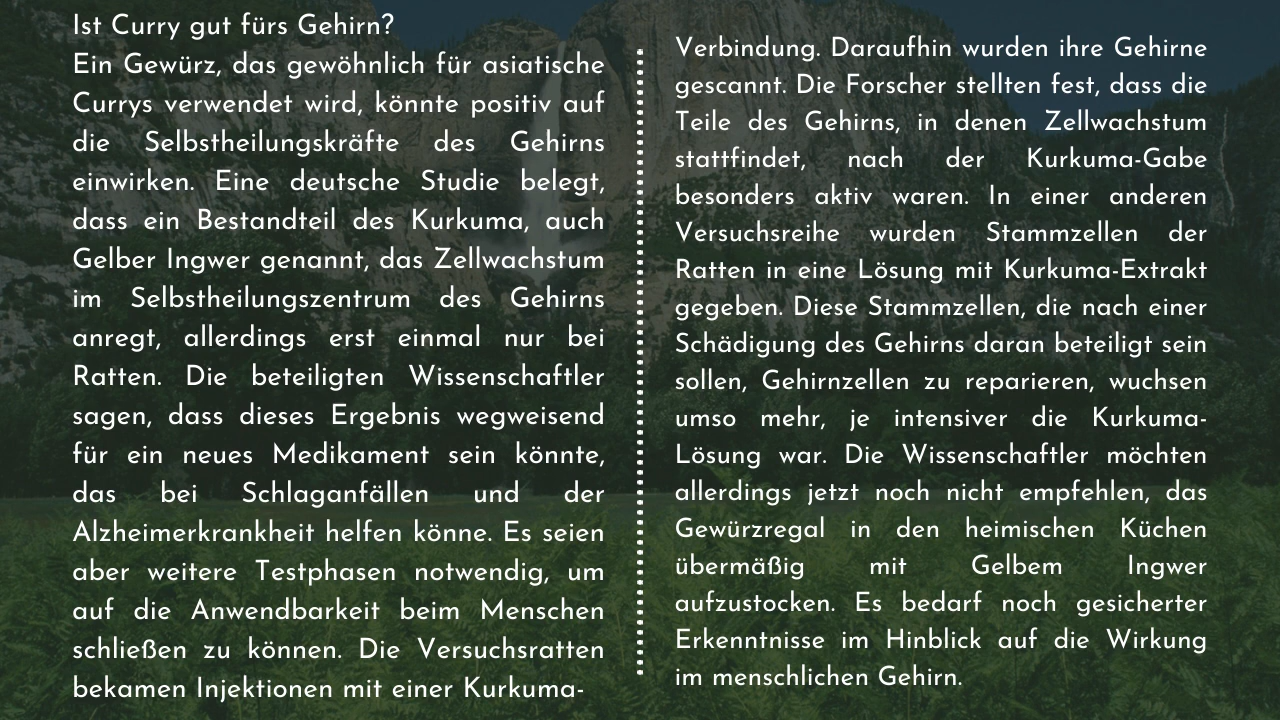 Ist Curry gut fürs Gehirn?
Ein Gewürz, das gewöhnlich für asiatische
Currys verwendet wird, könnte positiv auf
die Selbstheilungskräfte des Gehirns
einwirken. Eine deutsche Studie belegt,
dass ein Bestandteil des Kurkuma, auch
Gelber Ingwer genannt, das Zellwachstum
im Selbstheilungszentrum des Gehirns
anregt, allerdings erst einmal nur bei
Ratten. Die beteiligten Wissenschaftler
sagen, dass dieses Ergebnis wegweisend
für ein neues Medikament sein könnte,
das bei Schlaganfällen und der
Alzheimerkrankheit helfen könne. Es seien
aber weitere Testphasen notwendig, um
auf die Anwendbarkeit beim Menschen
schließen zu können. Die Versuchsratten
bekamen Injektionen mit einer Kurkuma-
Verbindung. Daraufhin wurden ihre Gehirne
gescannt. Die Forscher stellten fest, dass die
Teile des Gehirns, in denen Zellwachstum
stattfindet, nach der Kurkuma-Gabe
besonders aktiv waren. In einer anderen
Versuchsreihe wurden Stammzellen der
Ratten in eine Lösung mit Kurkuma-Extrakt
gegeben. Diese Stammzellen, die nach einer
Schädigung des Gehirns daran beteiligt sein
sollen, Gehirnzellen zu reparieren, wuchsen
umso mehr, je intensiver die Kurkuma-
Lösung war. Die Wissenschaftler möchten
allerdings jetzt noch nicht empfehlen, das
Gewürzregal in den heimischen Küchen
übermäßig mit Gelbem Ingwer
aufzustocken. Es bedarf noch gesicherter
Erkenntnisse im Hinblick auf die Wirkung
im menschlichen Gehirn.